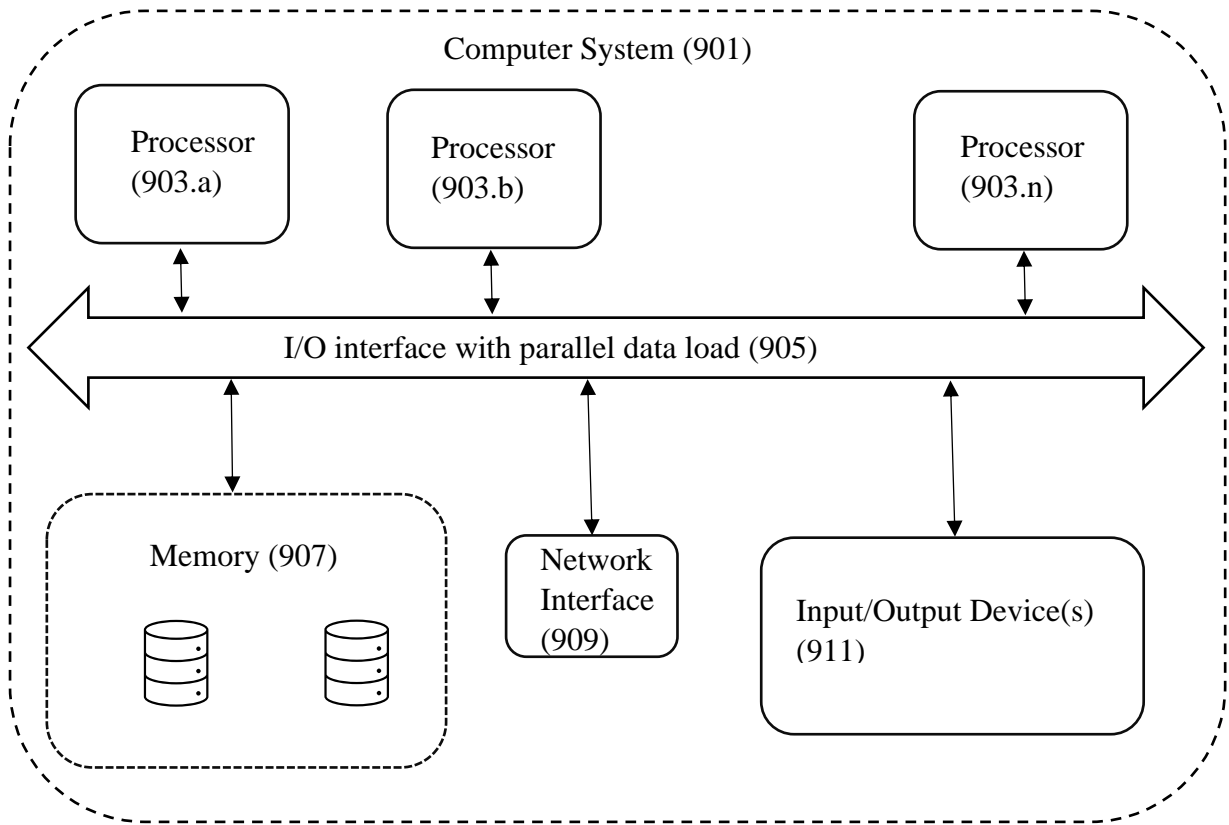 Computer System (901)
Processor
(903.a)
Processor
(903.b)
Processor
(903.n)
I/O interface with parallel data load (905)
Memory (907)
Network
Interface
(909)
Input/Output Device(s)
(911)